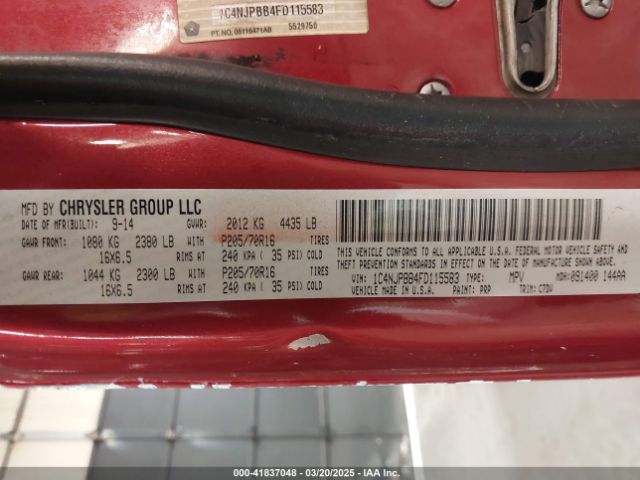 1C4NJPBB4FD115583
PT. NO. 05116471AB 5529750
MFD BY CHRYSLER GROUP LLC
DATE OF MFR(BUILT): 9-14 GVWR: 2012 KG 4435 LB
GAWR FRONT: 1080 KG 2380 LB WITH P205/70R16 TIRES
16X6.5 RIMS AT 240 KPA ( 35 PSI) COLD
GAWR REAR: 1044 KG 2300 LB WITH P205/70R16 TIRES
16X6.5 RIMS AT 240 KPA ( 35 PSI) COLD
THIS VEHICLE CONFORMS TO ALL APPLICABLE U.S.A. FEDERAL MOTOR VEHICLE SAFETY AND
THEFT PREVENTION STANDARDS IN EFFECT ON THE DATE OF MANUFACTURE SHOWN ABOVE.
VIN: 1C4NJPBB4FD115583 TYPE: MPV MDH: 091400 144AA
VEHICLE MADE IN U.S.A. PAINT: PRP TRIM: CTDV
000-41837048 — 03/20/2025 — IAA Inc.